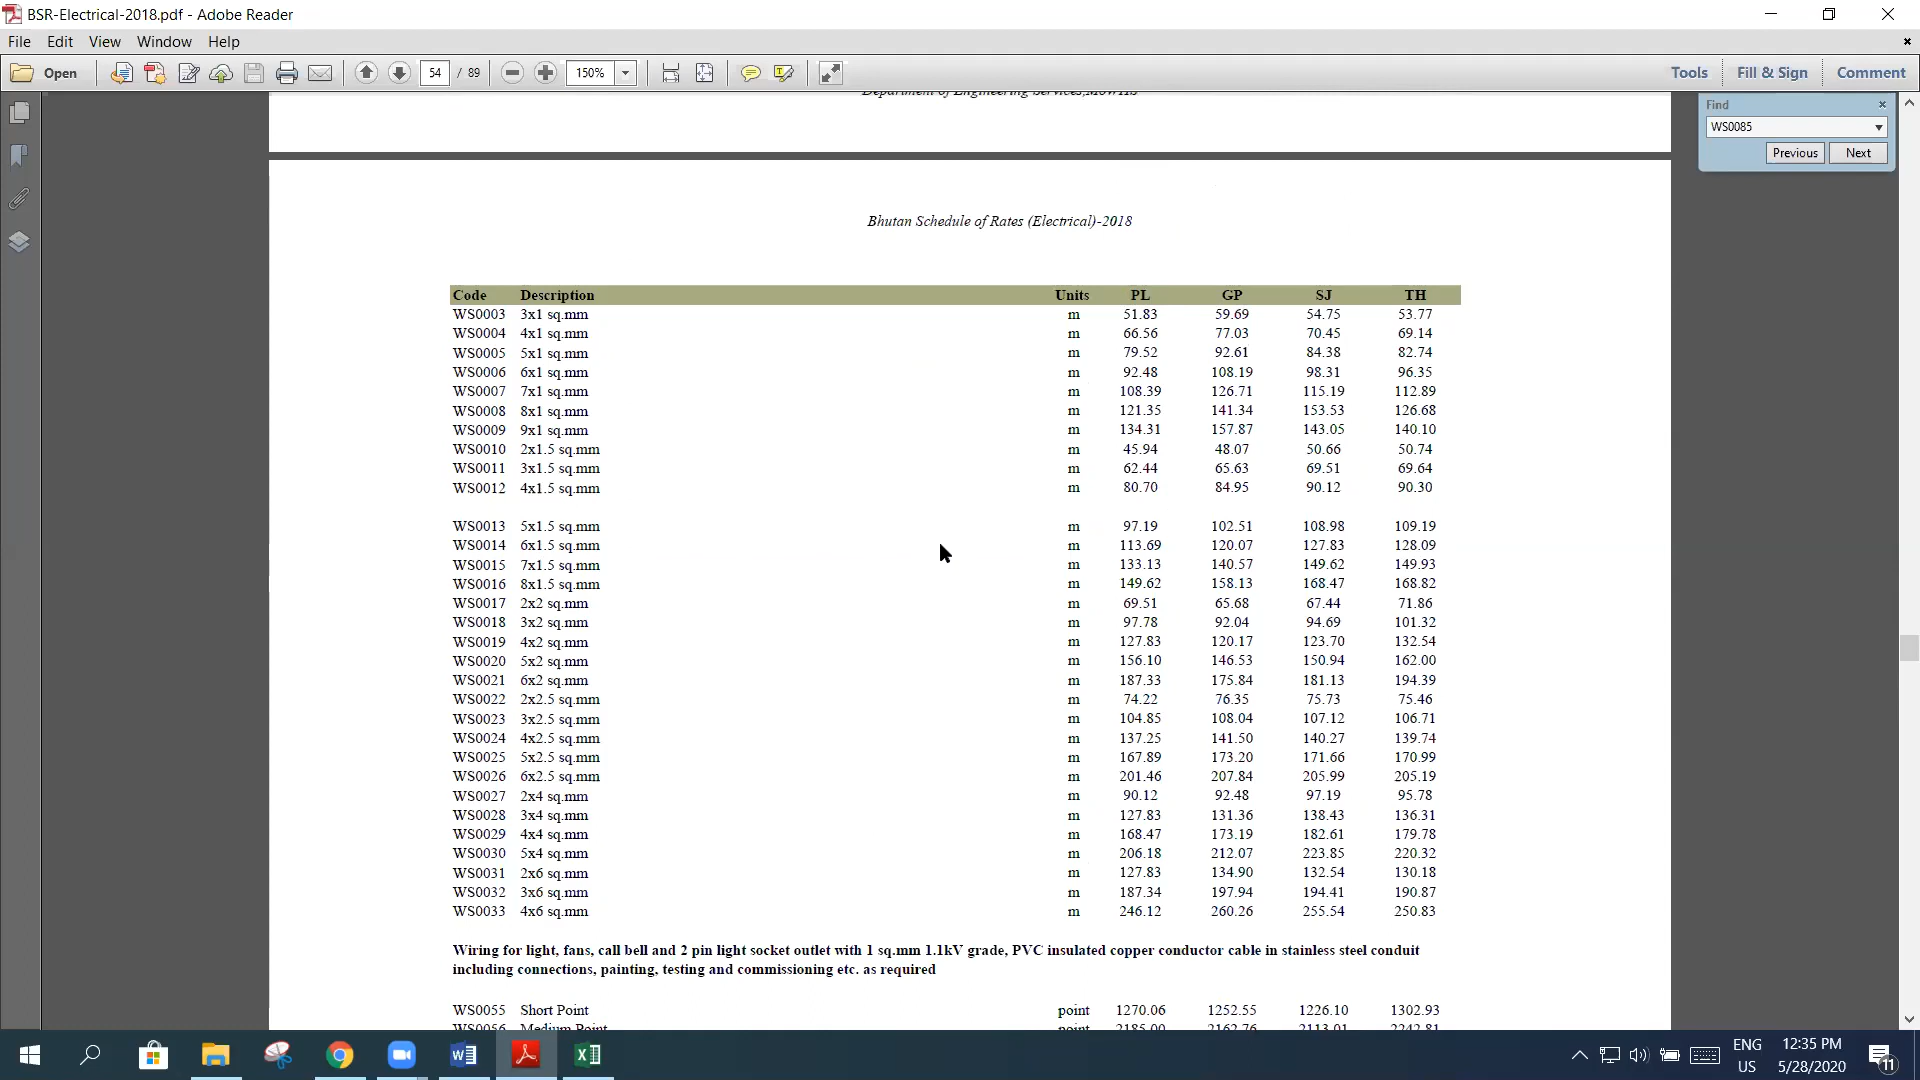 BSR-Electrical-2018.pdf - Adobe Reader
File Edit View Window Help
Open 54 / 89 150% Tools Fill & Sign Comment
Department of Engineering Services,MoWHS
Find
WS0085
Previous Next
Bhutan Schedule of Rates (Electrical)-2018
Code Description Units PL GP SJ TH
WS0003 3x1 sq.mm m 51.83 59.69 54.75 53.77
WS0004 4x1 sq.mm m 66.56 77.03 70.45 69.14
WS0005 5x1 sq.mm m 79.52 92.61 84.38 82.74
WS0006 6x1 sq.mm m 92.48 108.19 98.31 96.35
WS0007 7x1 sq.mm m 108.39 126.71 115.19 112.89
WS0008 8x1 sq.mm m 121.35 141.34 153.53 126.68
WS0009 9x1 sq.mm m 134.31 157.87 143.05 140.10
WS0010 2x1.5 sq.mm m 45.94 48.07 50.66 50.74
WS0011 3x1.5 sq.mm m 62.44 65.63 69.51 69.64
WS0012 4x1.5 sq.mm m 80.70 84.95 90.12 90.30
WS0013 5x1.5 sq.mm m 97.19 102.51 108.98 109.19
WS0014 6x1.5 sq.mm m 113.69 120.07 127.83 128.09
WS0015 7x1.5 sq.mm m 133.13 140.57 149.62 149.93
WS0016 8x1.5 sq.mm m 149.62 158.13 168.47 168.82
WS0017 2x2 sq.mm m 69.51 65.68 67.44 71.86
WS0018 3x2 sq.mm m 97.78 92.04 94.69 101.32
WS0019 4x2 sq.mm m 127.83 120.17 123.70 132.54
WS0020 5x2 sq.mm m 156.10 146.53 150.94 162.00
WS0021 6x2 sq.mm m 187.33 175.84 181.13 194.39
WS0022 2x2.5 sq.mm m 74.22 76.35 75.73 75.46
WS0023 3x2.5 sq.mm m 104.85 108.04 107.12 106.71
WS0024 4x2.5 sq.mm m 137.25 141.50 140.27 139.74
WS0025 5x2.5 sq.mm m 167.89 173.20 171.66 170.99
WS0026 6x2.5 sq.mm m 201.46 207.84 205.99 205.19
WS0027 2x4 sq.mm m 90.12 92.48 97.19 95.78
WS0028 3x4 sq.mm m 127.83 131.36 138.43 136.31
WS0029 4x4 sq.mm m 168.47 173.19 182.61 179.78
WS0030 5x4 sq.mm m 206.18 212.07 223.85 220.32
WS0031 2x6 sq.mm m 127.83 134.90 132.54 130.18
WS0032 3x6 sq.mm m 187.34 197.94 194.41 190.87
WS0033 4x6 sq.mm m 246.12 260.26 255.54 250.83
Wiring for light, fans, call bell and 2 pin light socket outlet with 1 sq.mm 1.1kV grade, PVC insulated copper conductor cable in stainless steel conduit
including connections, painting, testing and commissioning etc. as required
WS0055 Short Point point 1270.06 1252.55 1226.10 1302.93
WS0056 Medium Point point 2185.00 2162.76 2113.01 2242.81
ENG 12:35 PM
US 5/28/2020 11